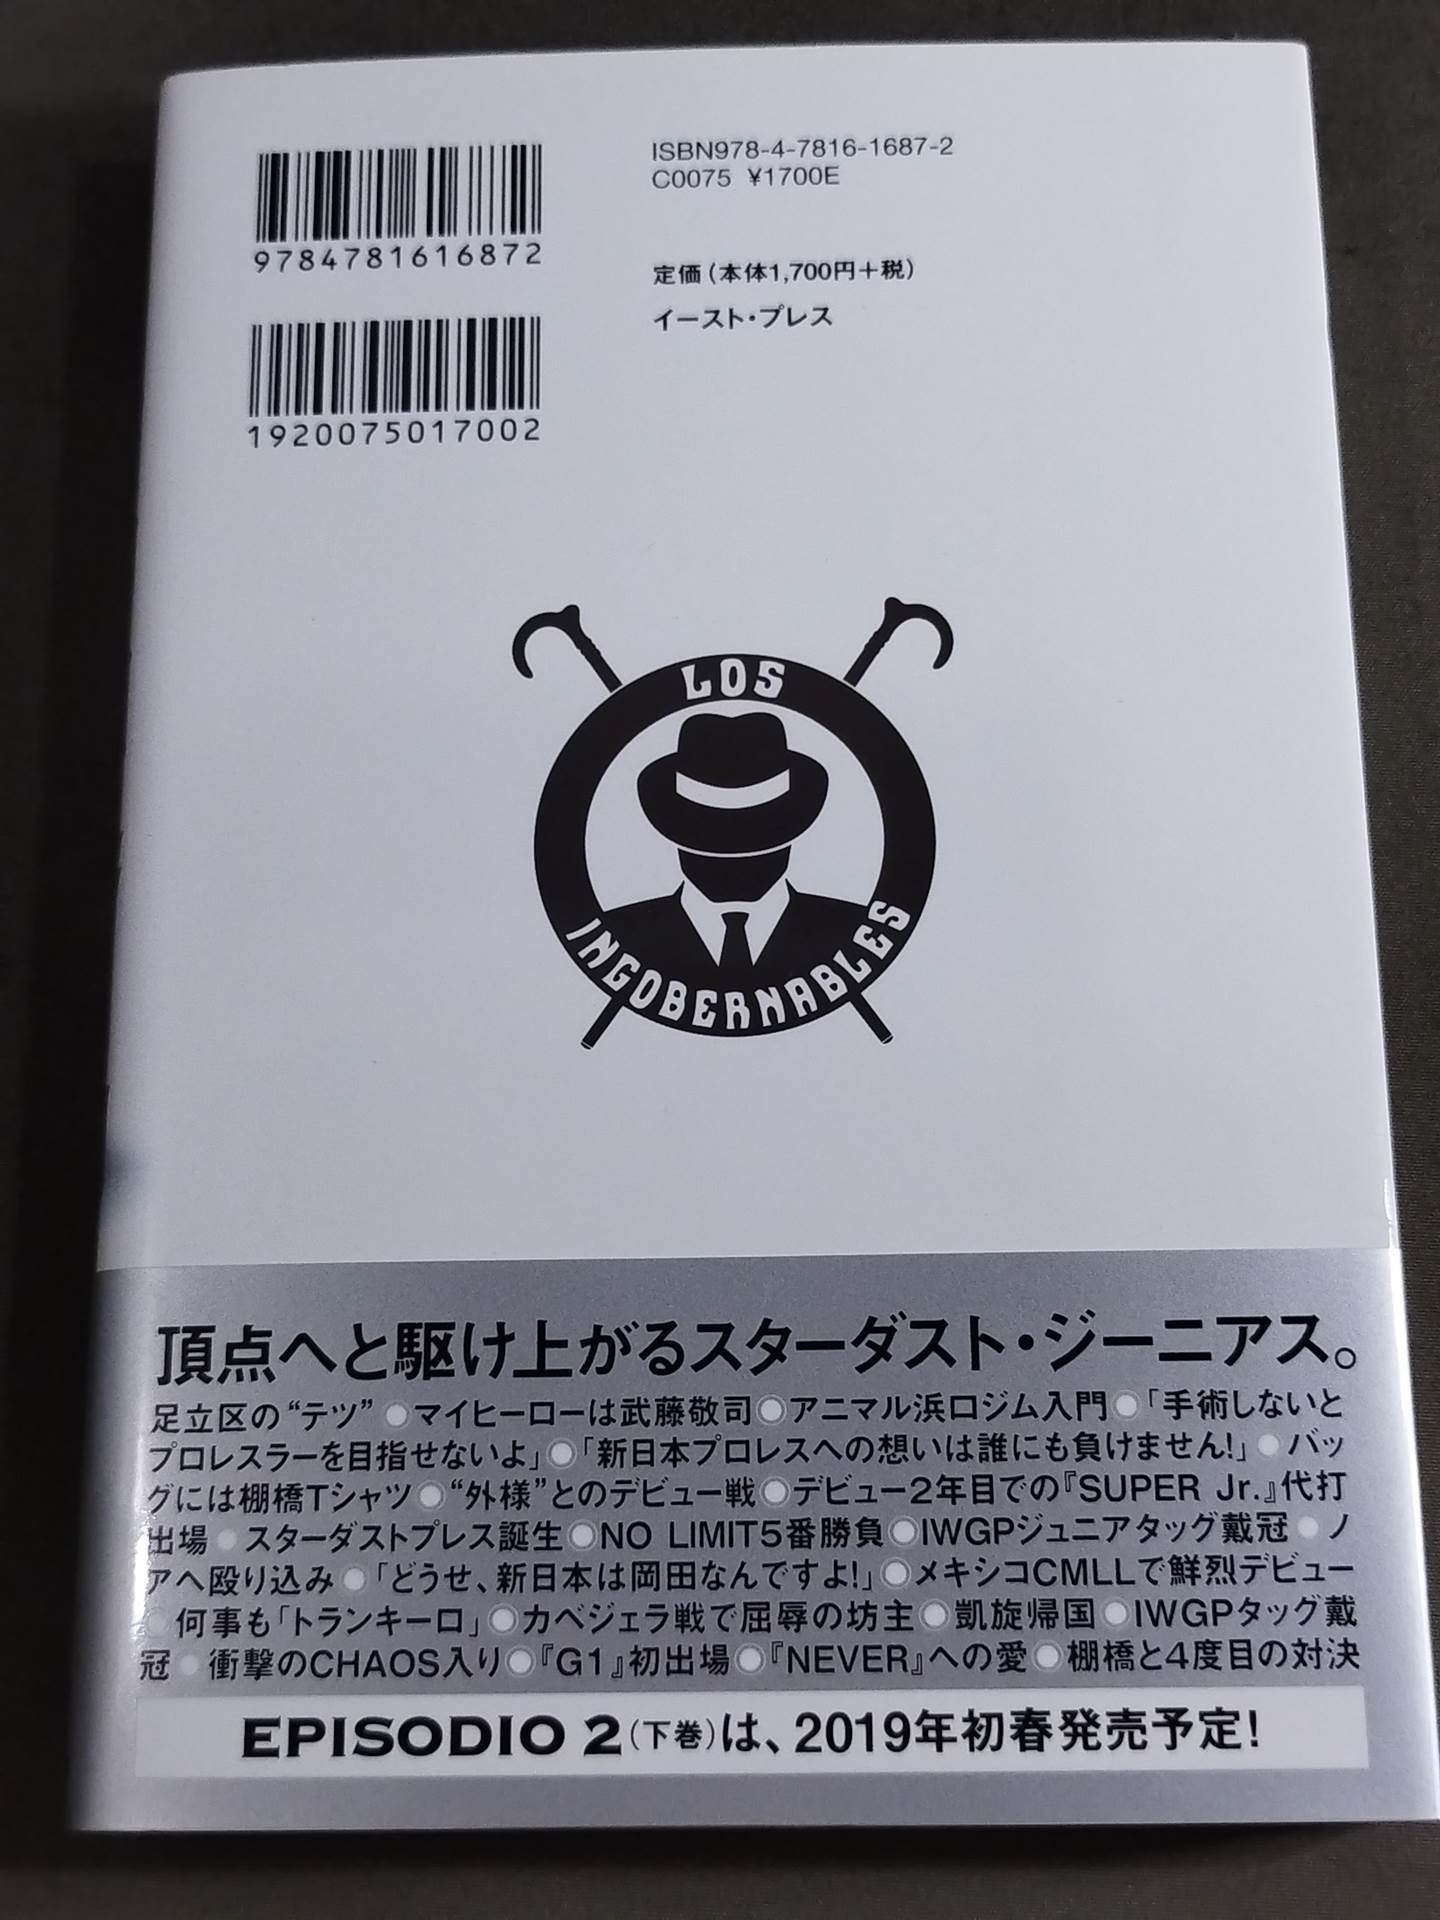 ISBN978-4-7816-1687-2
C0075 ¥1700E
9784781616872
定価(本体1,700円+税)
イースト・プレス
1920075017002
LOS
INGOBERNABLES
頂点へと駆け上がるスターダスト・ジーニアス。
足立区の“テツ”●マイヒーローは武藤敬司●アニマル浜口ジム入門●「手術しないと
プロレスラーを目指せないよ」●「新日本プロレスへの想いは誰にも負けません!」●バッ
グには棚橋Tシャツ●“外様”とのデビュー戦●デビュー2年目での『SUPER Jr.』代打
出場●スターダストプレス誕生●NO LIMIT5番勝負●IWGPジュニアタッグ戴冠●ノ
アへ殴り込み●「どうせ、新日本は岡田なんですよ!」●メキシコCMLLで鮮烈デビュー
●何事も「トランキーロ」●カベジェラ戦で屈辱の坊主●凱旋帰国●IWGPタッグ戴
冠●衝撃のCHAOS入り●『G1』初出場●『NEVER』への愛●棚橋と4度目の対決
EPISODIO 2(下巻)は、2019年初春発売予定!